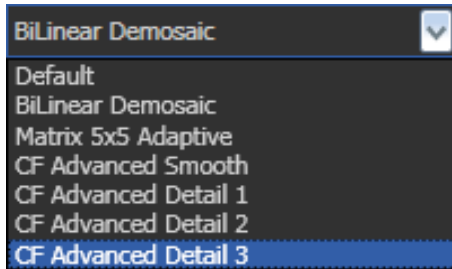 BiLinear Demosaic
Default
BiLinear Demosaic
Matrix 5x5 Adaptive
CF Advanced Smooth
CF Advanced Detail 1
CF Advanced Detail 2
CF Advanced Detail 3